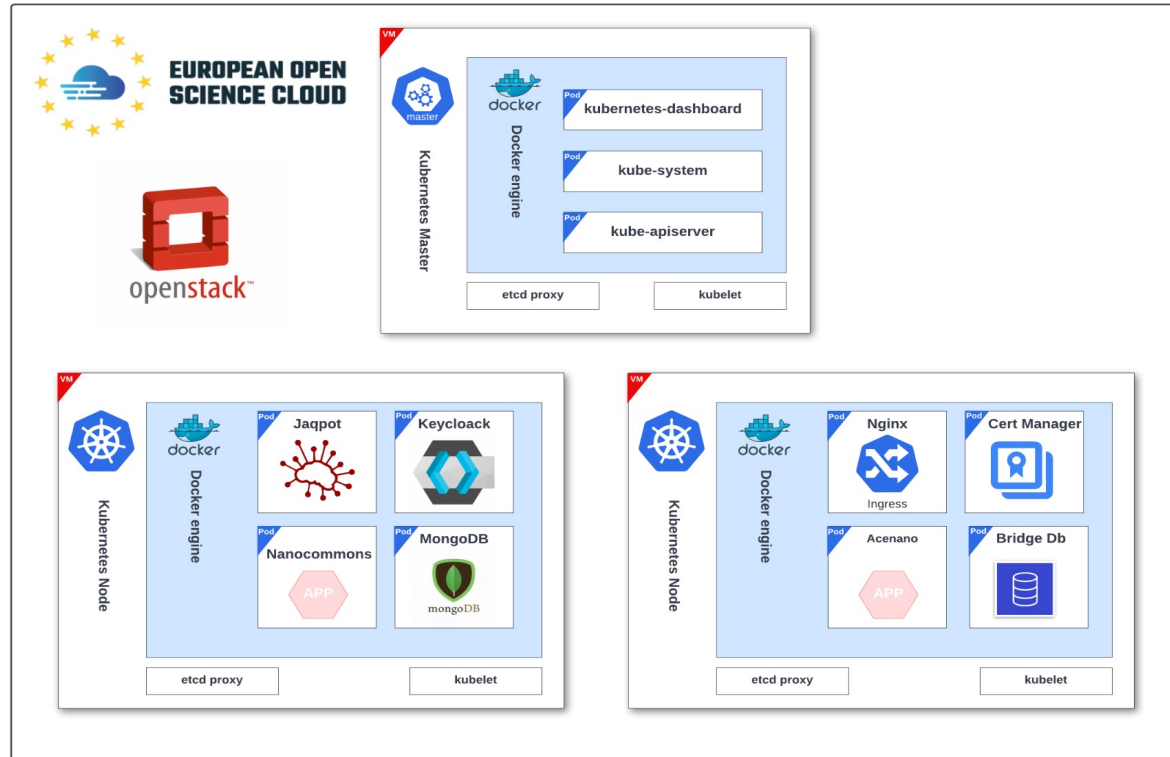 EUROPEAN OPEN
SCIENCE CLOUD
openstack™
VM
master
Kubernetes Master
docker
Docker engine
Pod
kubernetes-dashboard
Pod
kube-system
Pod
kube-apiserver
etcd proxy
kubelet
VM
Kubernetes Node
docker
Docker engine
Pod
Jaqpot
Pod
Keycloack
Pod
Nanocommons
APP
Pod
MongoDB
mongoDB
etcd proxy
kubelet
VM
Kubernetes Node
docker
Docker engine
Pod
Nginx
Ingress
Pod
Cert Manager
Pod
Acenano
APP
Pod
Bridge Db
etcd proxy
kubelet